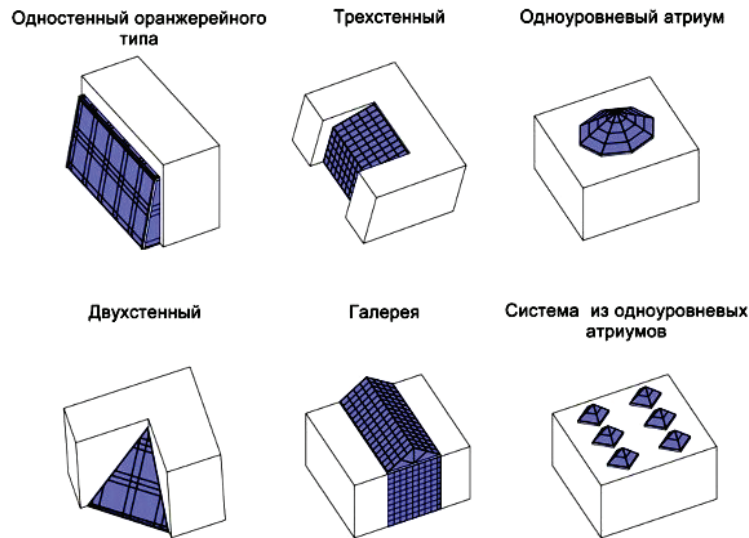 Одностенный оранжерейного
типа
Трехстенный
Одноуровневый атриум
Двухстенный
Галерея
Система из одноуровневых
атриумов